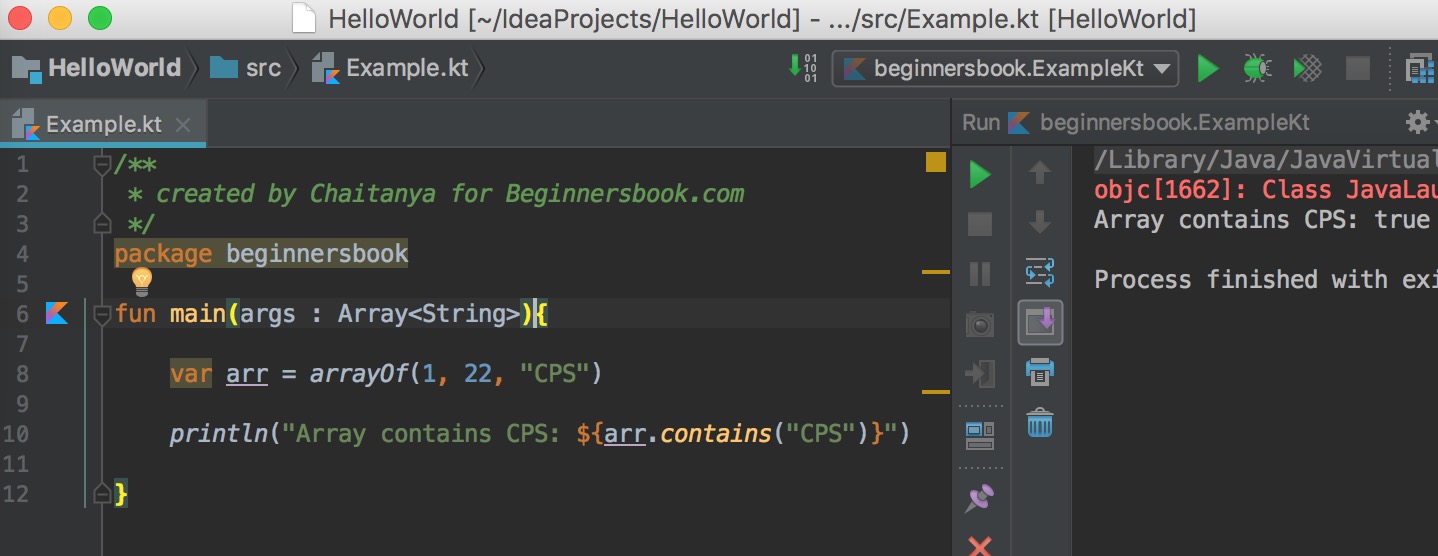 HelloWorld [~/IdeaProjects/HelloWorld] - .../src/Example.kt [HelloWorld]
HelloWorld src Example.kt
01
10
01
beginnersbook.ExampleKt
Example.kt
1 /**
2 * created by Chaitanya for Beginnersbook.com
3 */
4 package beginnersbook
5
6 fun main(args : Array<String>){
7
8 var arr = arrayOf(1, 22, "CPS")
9
10 println("Array contains CPS: ${arr.contains("CPS")}")
11
12 }
Run beginnersbook.ExampleKt
/Library/Java/JavaVirtual
objc[1662]: Class JavaLau
Array contains CPS: true
Process finished with exi